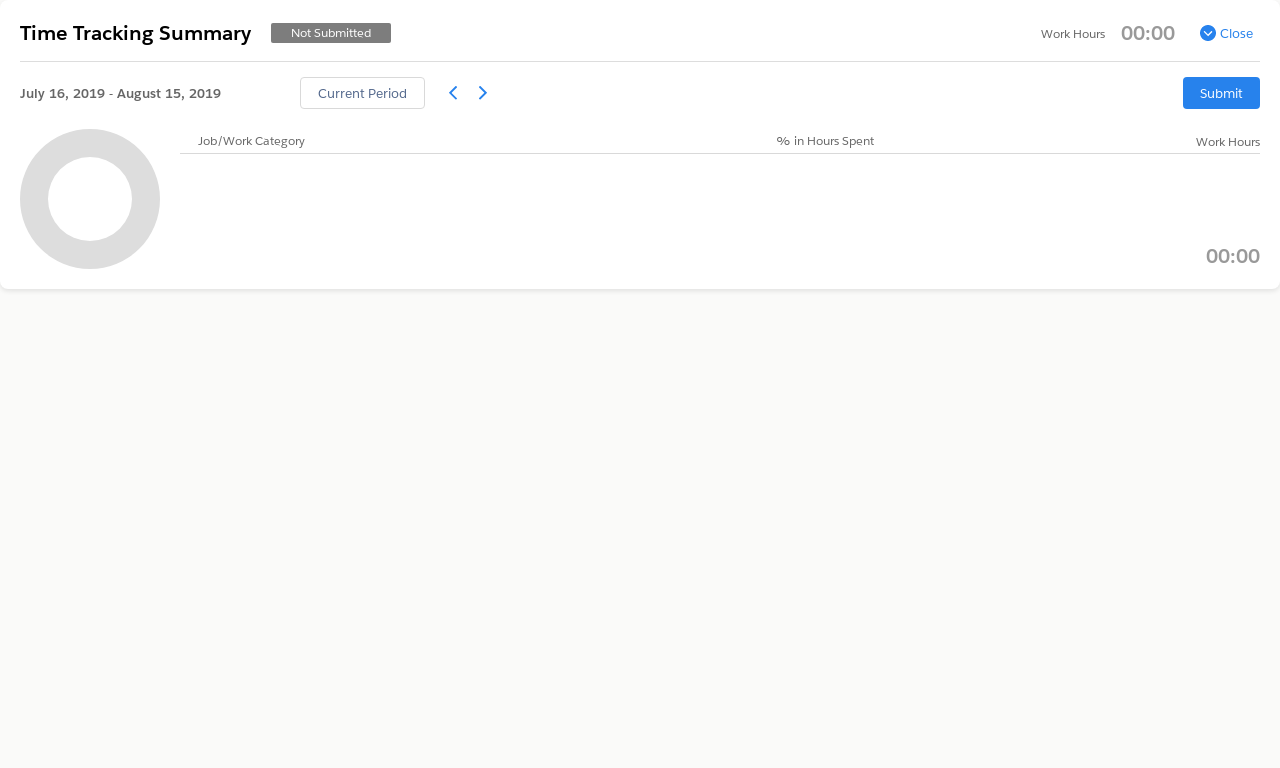 Time Tracking Summary
Not Submitted
Work Hours
00:00
Close
July 16, 2019 - August 15, 2019
Current Period
Submit
Job/Work Category
% in Hours Spent
Work Hours
00:00